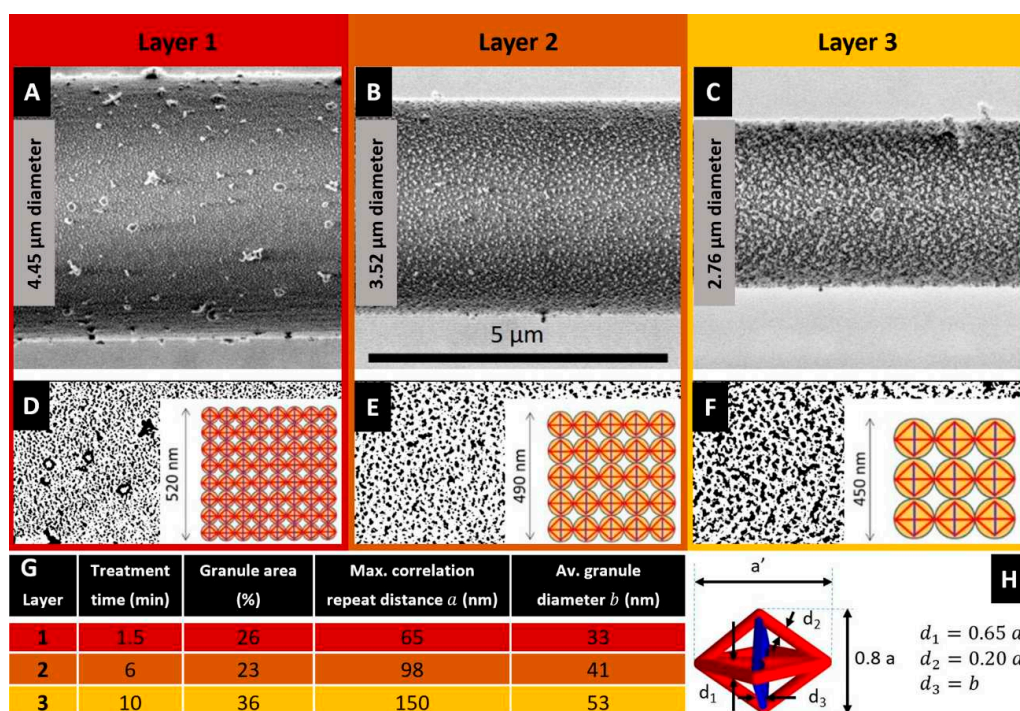 Layer 1
Layer 2
Layer 3
A
B
C
4.45 µm diameter
3.52 µm diameter
2.76 µm diameter
5 µm
D
E
F
520 nm
490 nm
450 nm
G
Layer
Treatment time (min)
Granule area (%)
Max. correlation repeat distance a (nm)
Av. granule diameter b (nm)
1 1.5 26 65 33
2 6 23 98 41
3 10 36 150 53
H
a’
d₂
0.8 a
d₁
d₃
d₁ = 0.65 a
d₂ = 0.20 a
d₃ = b